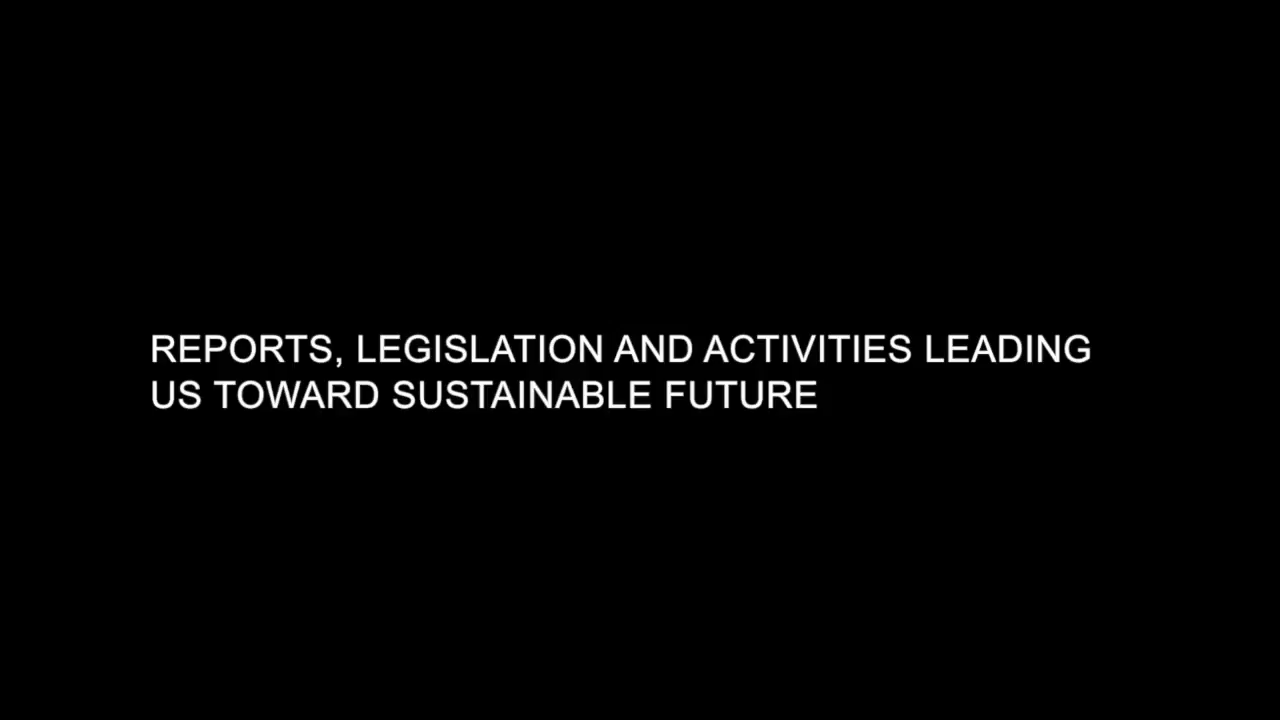 REPORTS, LEGISLATION AND ACTIVITIES LEADING
US TOWARD SUSTAINABLE FUTURE